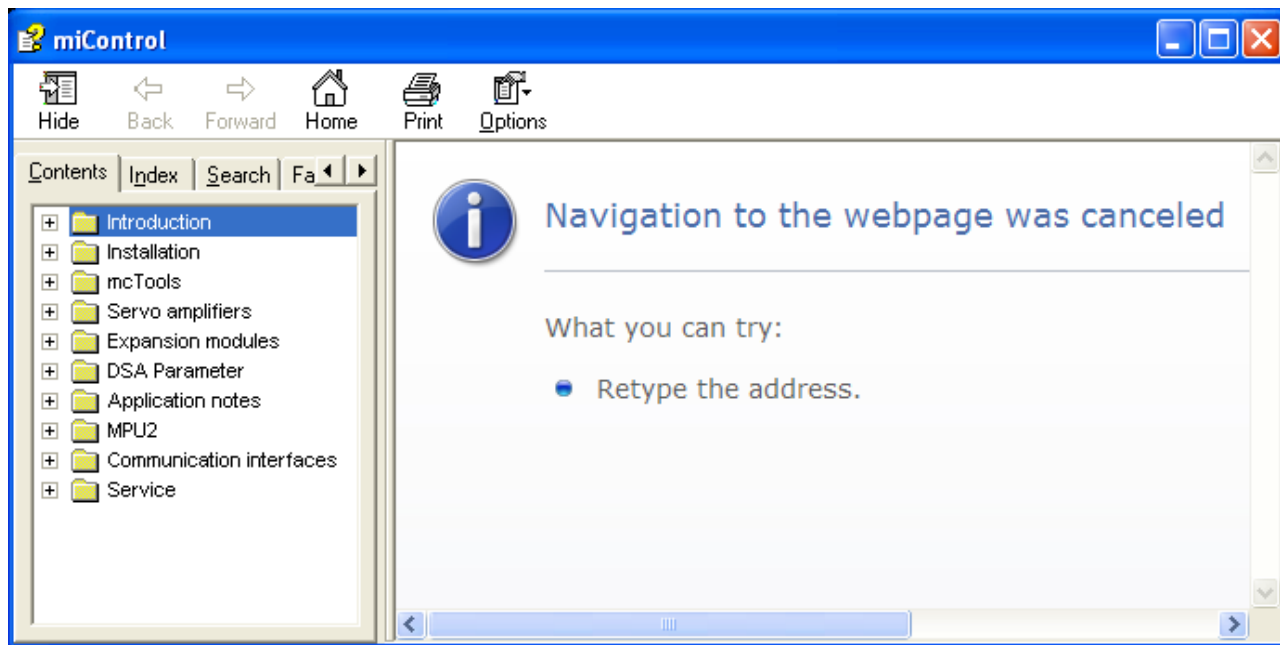 miControl
Hide Back Forward Home Print Options
Contents Index Search Fa
Introduction
Installation
mcTools
Servo amplifiers
Expansion modules
DSA Parameter
Application notes
MPU2
Communication interfaces
Service
Navigation to the webpage was canceled
What you can try:
Retype the address.